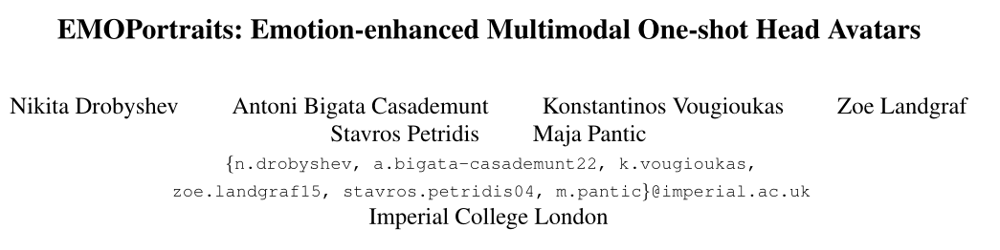 EMOPortraits: Emotion-enhanced Multimodal One-shot Head Avatars
Nikita Drobyshev Antoni Bigata Casademunt Konstantinos Vougioukas Zoe Landgraf
Stavros Petridis Maja Pantic
{n.drobyshev, a.bigata-casademunt22, k.vougioukas,
zoe.landgraf15, stavros.petridis04, m.pantic}@imperial.ac.uk
Imperial College London